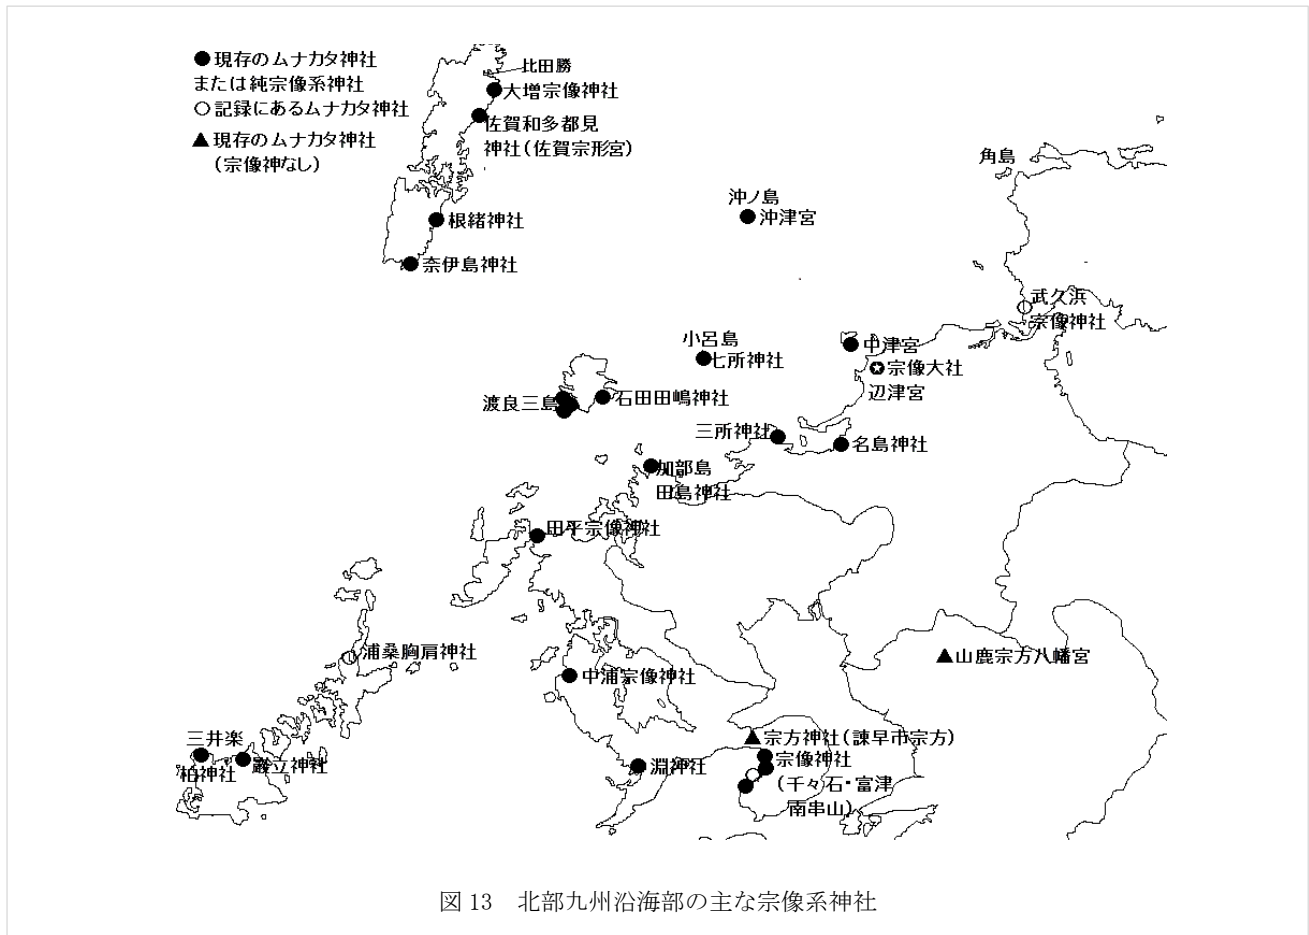 ●現存のムナカタ神社
または純宗像系神社
○記録にあるムナカタ神社
▲現存のムナカタ神社
(宗像神なし)
比田勝
大増宗像神社
佐賀和多都見
神社(佐賀宗形宮)
根緒神社
奈伊島神社
角島
沖ノ島
沖津宮
武久浜
宗像神社
小呂島
七所神社
中津宮
宗像大社
辺津宮
渡良三島
石田田嶋神社
三所神社
名島神社
加部島
田島神社
田平宗像神社
浦桑胸肩神社
中浦宗像神社
山鹿宗方八幡宮
三井楽
柏神社
巖立神社
淵神社
宗方神社(諫早市宗方)
宗像神社
(千々石・富津
南串山)
図 13 北部九州沿海部の主な宗像系神社